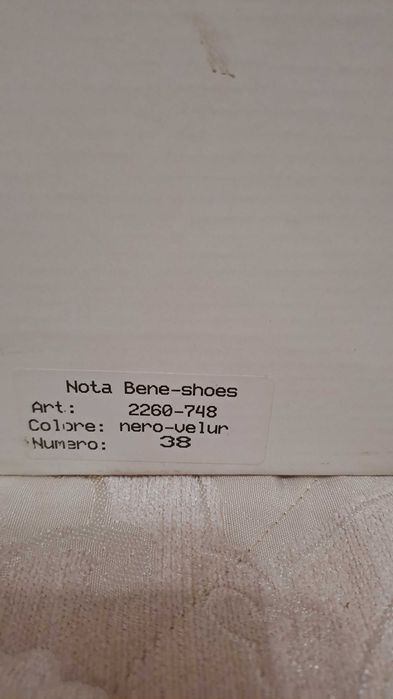 Nota Bene-shoes
Art.: 2260-748
Colore: nero-velur
Numero: 38